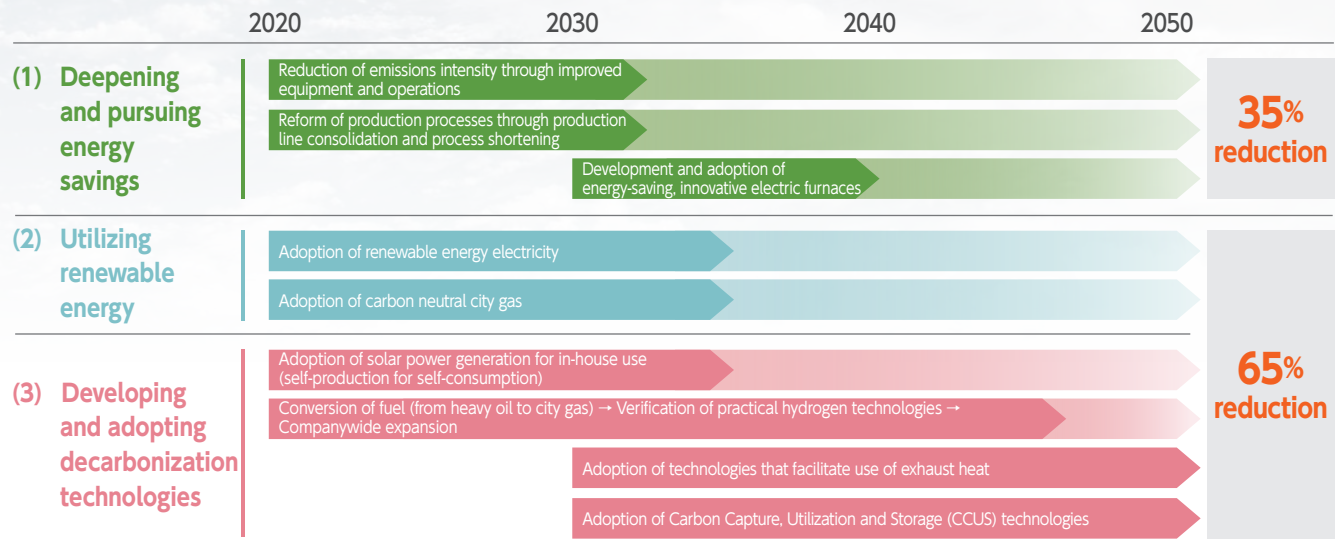 2020 2030 2040 2050
(1) Deepening
and pursuing
energy
savings
Reduction of emissions intensity through improved
equipment and operations
Reform of production processes through production
line consolidation and process shortening
Development and adoption of
energy-saving, innovative electric furnaces
35%
reduction
(2) Utilizing
renewable
energy
Adoption of renewable energy electricity
Adoption of carbon neutral city gas
(3) Developing
and adopting
decarbonization
technologies
Adoption of solar power generation for in-house use
(self-production for self-consumption)
Conversion of fuel (from heavy oil to city gas) → Verification of practical hydrogen technologies →
Companywide expansion
Adoption of technologies that facilitate use of exhaust heat
Adoption of Carbon Capture, Utilization and Storage (CCUS) technologies
65%
reduction